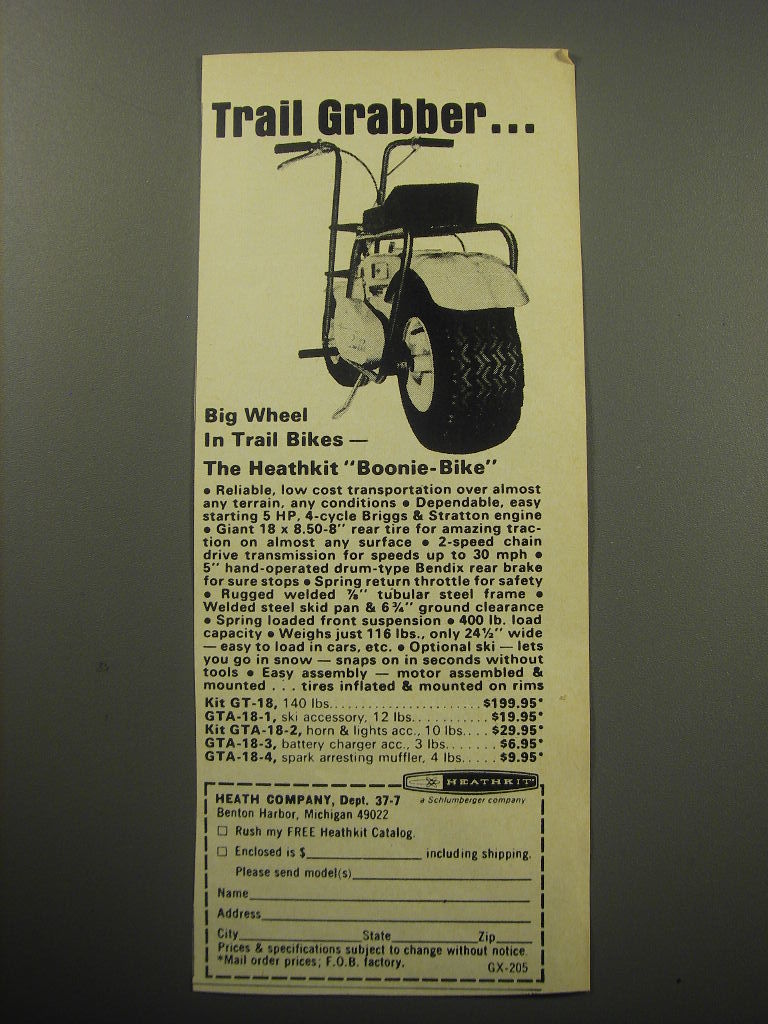 Trail Grabber...
Big Wheel
In Trail Bikes —
The Heathkit "Boonie-Bike"
• Reliable, low cost transportation over almost
any terrain, any conditions • Dependable, easy
starting 5 HP, 4-cycle Briggs & Stratton engine
• Giant 18 x 8.50-8" rear tire for amazing trac-
tion on almost any surface • 2-speed chain
drive transmission for speeds up to 30 mph •
5" hand-operated drum-type Bendix rear brake
for sure stops • Spring return throttle for safety
• Rugged welded ⅞" tubular steel frame •
Welded steel skid pan & 6¾" ground clearance
• Spring loaded front suspension • 400 lb. load
capacity • Weighs just 116 lbs., only 24½" wide
— easy to load in cars, etc. • Optional ski — lets
you go in snow — snaps on in seconds without
tools • Easy assembly — motor assembled &
mounted . . . tires inflated & mounted on rims
Kit GT-18, 140 lbs......................$199.95*
GTA-18-1, ski accessory, 12 lbs...........$19.95*
Kit GTA-18-2, horn & lights acc., 10 lbs....$29.95*
GTA-18-3, battery charger acc., 3 lbs.......$6.95*
GTA-18-4, spark arresting muffler, 4 lbs.....$9.95*
HEATHKIT®
HEATH COMPANY, Dept. 37-7
a Schlumberger company
Benton Harbor, Michigan 49022
☐ Rush my FREE Heathkit Catalog.
☐ Enclosed is $__________ including shipping.
Please send model(s)__________
Name__________
Address__________
City__________ State__________ Zip_____
Prices & specifications subject to change without notice.
*Mail order prices; F.O.B. factory.
GX-205